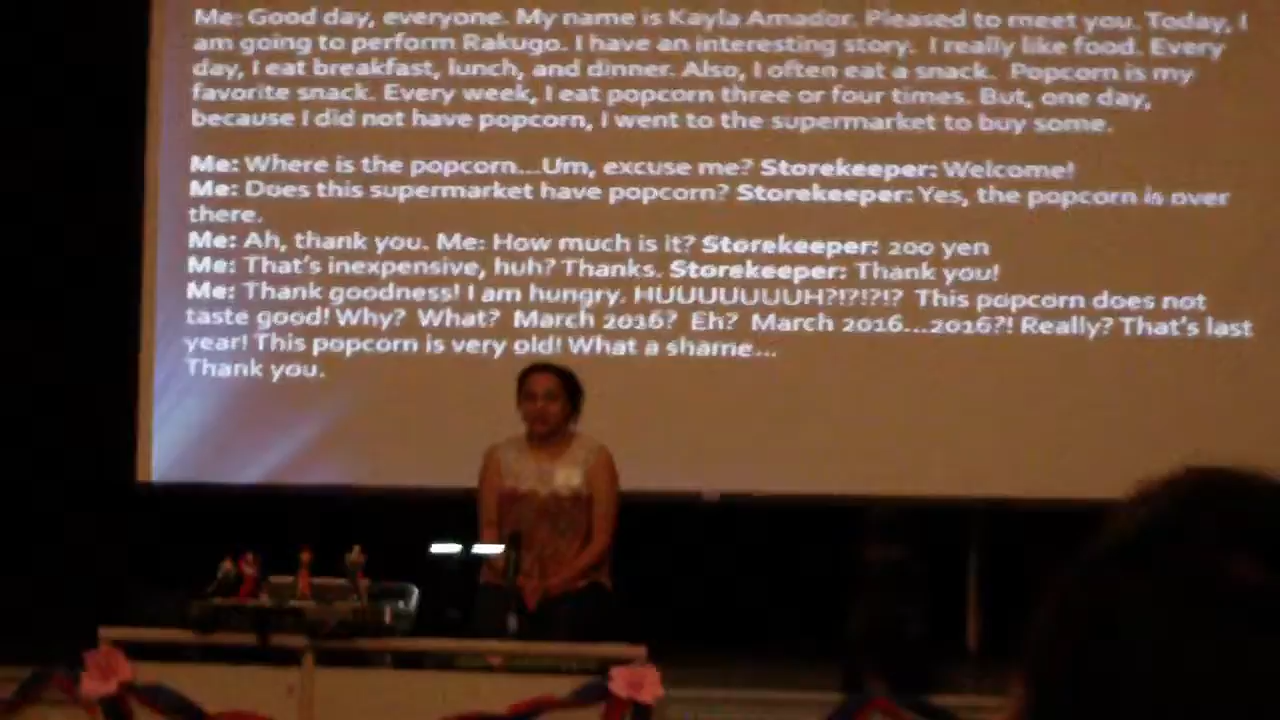 Me: Good day, everyone. My name is Kayla Amador. Pleased to meet you. Today, I
am going to perform Rakugo. I have an interesting story. I really like food. Every
day, I eat breakfast, lunch, and dinner. Also, I often eat a snack. Popcorn is my
favorite snack. Every week, I eat popcorn three or four times. But, one day,
because I did not have popcorn, I went to the supermarket to buy some.
Me: Where is the popcorn...Um, excuse me? Storekeeper: Welcome!
Me: Does this supermarket have popcorn? Storekeeper: Yes, the popcorn is over
there.
Me: Ah, thank you. Me: How much is it? Storekeeper: 200 yen
Me: That's inexpensive, huh? Thanks. Storekeeper: Thank you!
Me: Thank goodness! I am hungry. HUUUUUUUH?!?!?!? This popcorn does not
taste good! Why? What? March 2016? Eh? March 2016...2016?! Really? That's last
year! This popcorn is very old! What a shame...
Thank you.